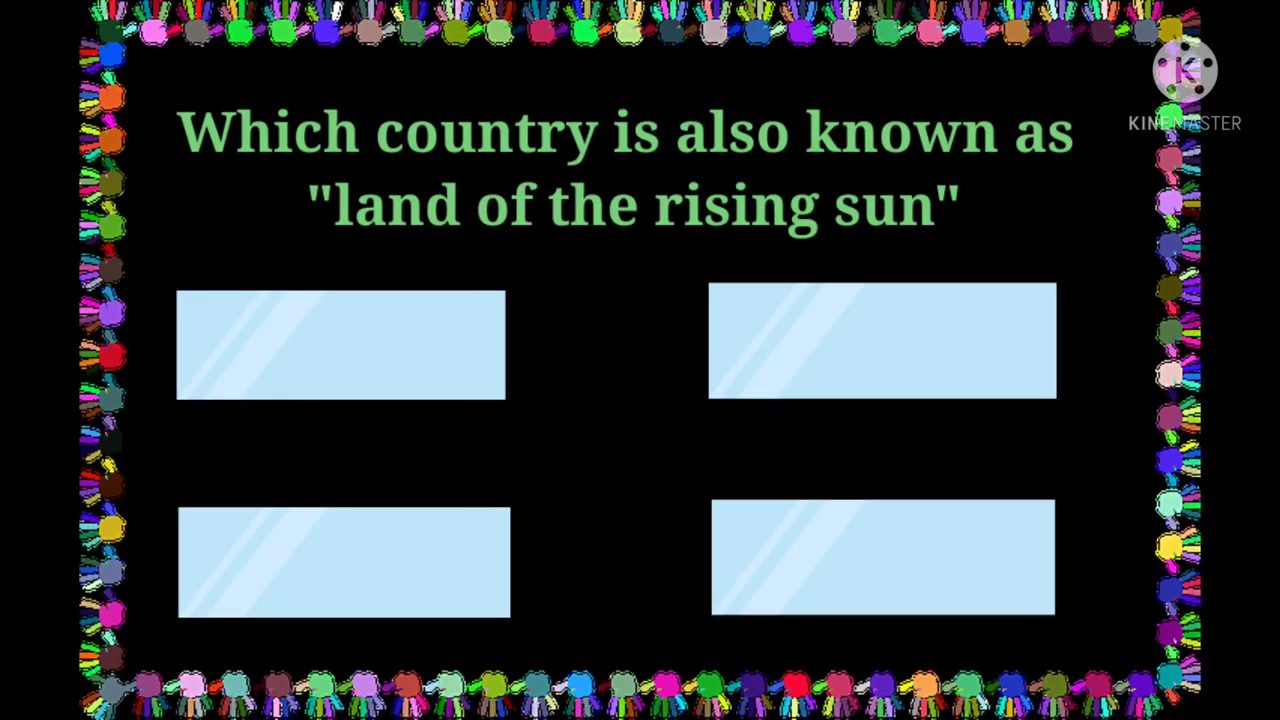 Which country is also known as
"land of the rising sun"
K
KINEMASTER